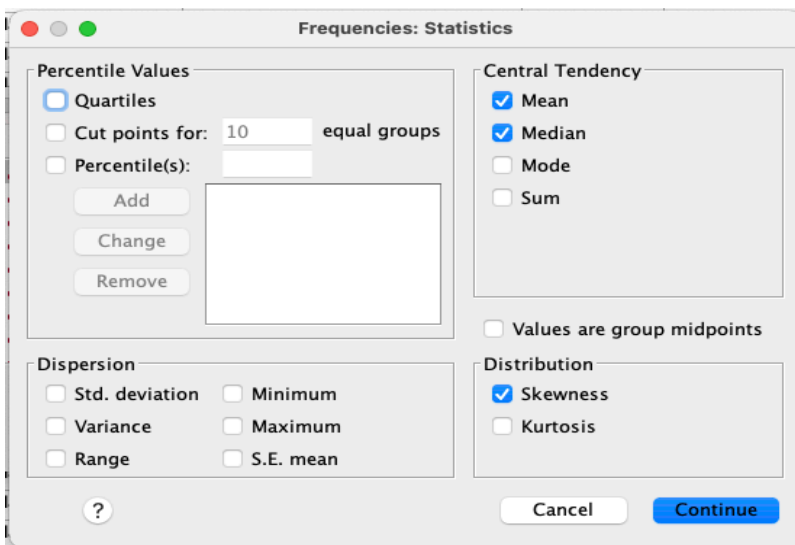 Frequencies: Statistics
Percentile Values
Quartiles
Cut points for: 10 equal groups
Percentile(s):
Add
Change
Remove
Central Tendency
Mean
Median
Mode
Sum
Values are group midpoints
Dispersion
Std. deviation Minimum
Variance Maximum
Range S.E. mean
Distribution
Skewness
Kurtosis
?
Cancel Continue